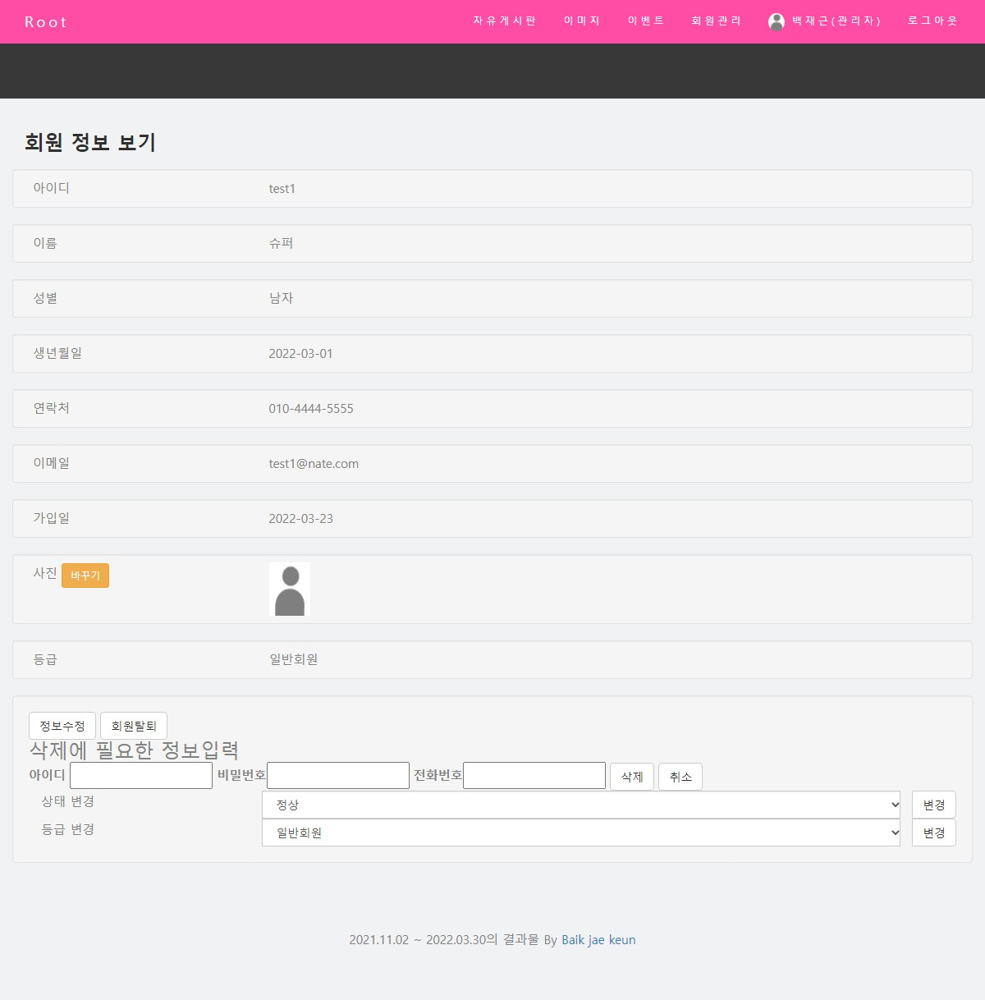 Root 자유게시판 이미지 이벤트 회원관리 백재근(관리자) 로그아웃
회원 정보 보기
아이디 test1
이름 슈퍼
성별 남자
생년월일 2022-03-01
연락처 010-4444-5555
이메일 test1@nate.com
가입일 2022-03-23
사진 바꾸기
등급 일반회원
정보수정 회원탈퇴
삭제에 필요한 정보입력
아이디 비밀번호 전화번호 삭제 취소
상태 변경 정상 변경
등급 변경 일반회원 변경
2021.11.02 ~ 2022.03.30의 결과물 By Baik jae keun